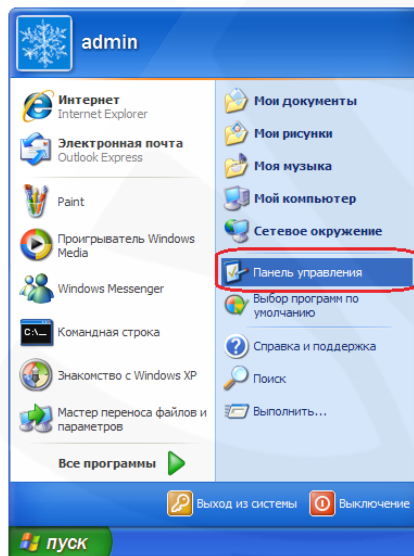 admin
Интернет
Internet Explorer
Электронная почта
Outlook Express
Paint
Проигрыватель Windows
Media
Windows Messenger
Командная строка
Знакомство с Windows XP
Мастер переноса файлов и
параметров
Все программы
Мои документы
Мои рисунки
Моя музыка
Мой компьютер
Сетевое окружение
Панель управления
Выбор программ по
умолчанию
Справка и поддержка
Поиск
Выполнить...
Выход из системы
Выключение
пуск